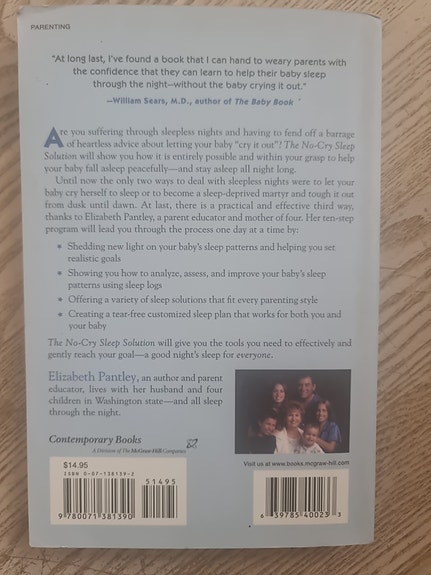 PARENTING
"At long last, I've found a book that I can hand to weary parents with
the confidence that they can learn to help their baby sleep
through the night—without the baby crying it out."
—William Sears, M.D., author of The Baby Book
Are you suffering through sleepless nights and having to fend off a barrage
of heartless advice about letting your baby "cry it out"? The No-Cry Sleep
Solution will show you how it is entirely possible and within your grasp to help
your baby fall asleep peacefully—and stay asleep all night long.
Until now the only two ways to deal with sleepless nights were to let your
baby cry herself to sleep or to become a sleep-deprived martyr and tough it out
from dusk until dawn. At last, there is a practical and effective third way,
thanks to Elizabeth Pantley, a parent educator and mother of four. Her ten-step
program will lead you through the process one day at a time by:
• Shedding new light on your baby's sleep patterns and helping you set
realistic goals
• Showing you how to analyze, assess, and improve your baby's sleep
patterns using sleep logs
• Offering a variety of sleep solutions that fit every parenting style
• Creating a tear-free customized sleep plan that works for both you and
your baby
The No-Cry Sleep Solution will give you the tools you need to effectively and
gently reach your goal—a good night's sleep for everyone.
Elizabeth Pantley, an author and parent
educator, lives with her husband and four
children in Washington state—and all sleep
through the night.
Contemporary Books
A Division of The McGraw-Hill Companies
Visit us at www.books.mcgraw-hill.com
$14.95
ISBN 0-07-138139-2
51495
9 780071 381390
6 39785 40023 3